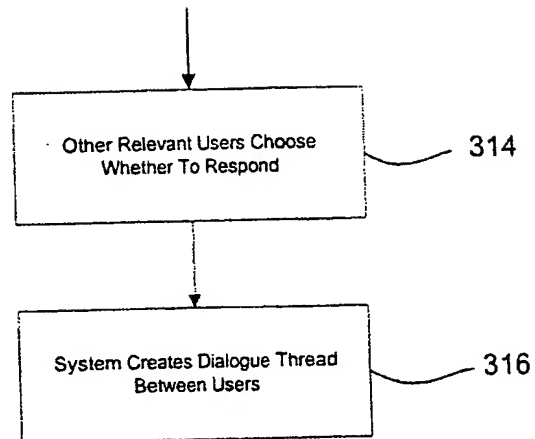 Other Relevant Users Choose
Whether To Respond
314
System Creates Dialogue Thread
Between Users
316